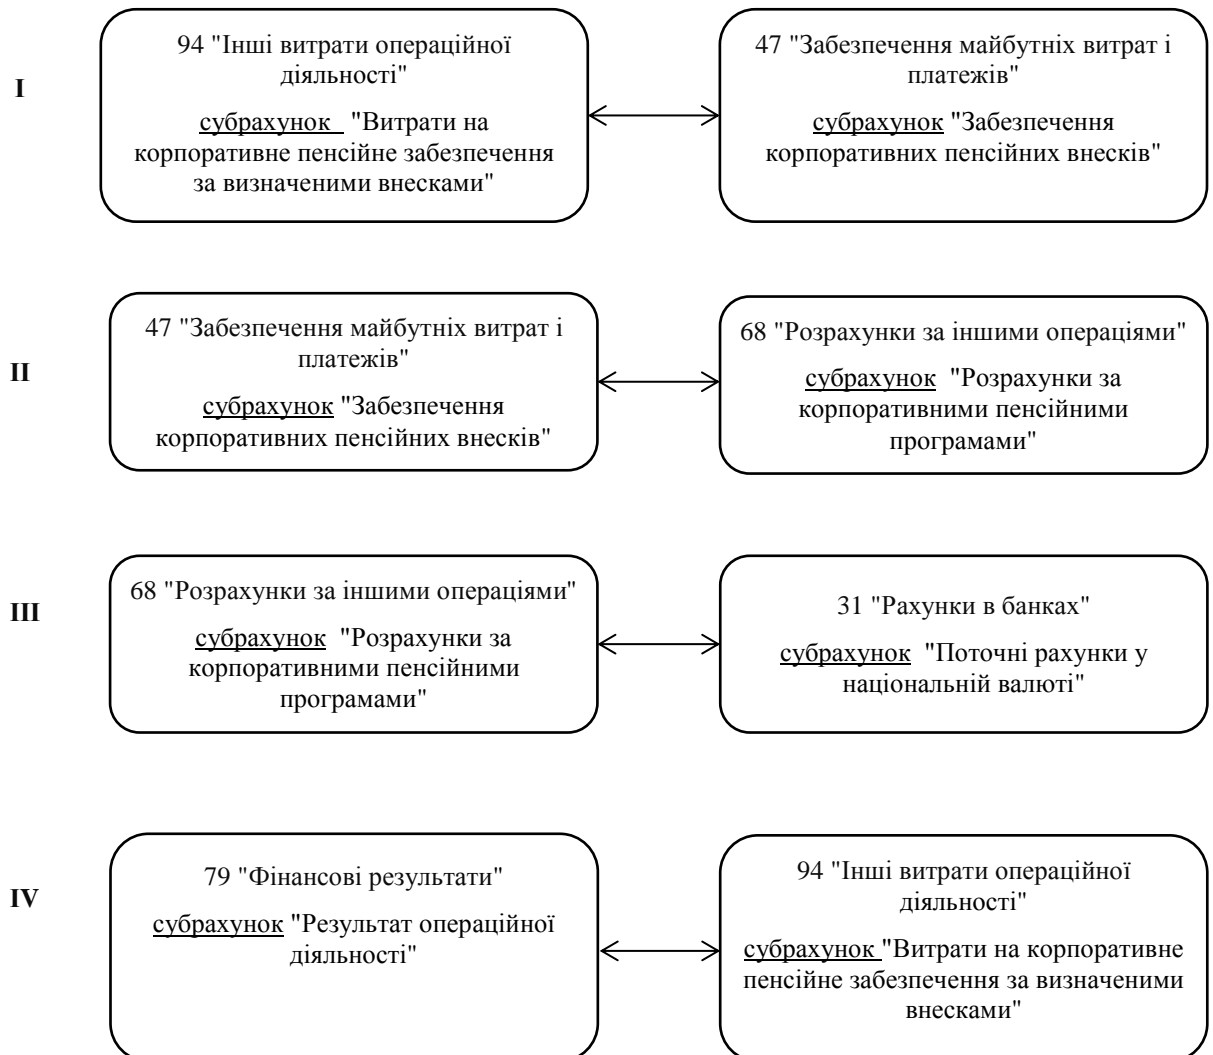 I
94 "Інші витрати операційної
діяльності"
субрахунок "Витрати на
корпоративне пенсійне забезпечення
за визначеними внесками"
47 "Забезпечення майбутніх витрат і
платежів"
субрахунок "Забезпечення
корпоративних пенсійних внесків"
II
47 "Забезпечення майбутніх витрат і
платежів"
субрахунок "Забезпечення
корпоративних пенсійних внесків"
68 "Розрахунки за іншими операціями"
субрахунок "Розрахунки за
корпоративними пенсійними
програмами"
III
68 "Розрахунки за іншими операціями"
субрахунок "Розрахунки за
корпоративними пенсійними
програмами"
31 "Рахунки в банках"
субрахунок "Поточні рахунки у
національній валюті"
IV
79 "Фінансові результати"
субрахунок "Результат операційної
діяльності"
94 "Інші витрати операційної
діяльності"
субрахунок "Витрати на корпоративне
пенсійне забезпечення за визначеними
внесками"